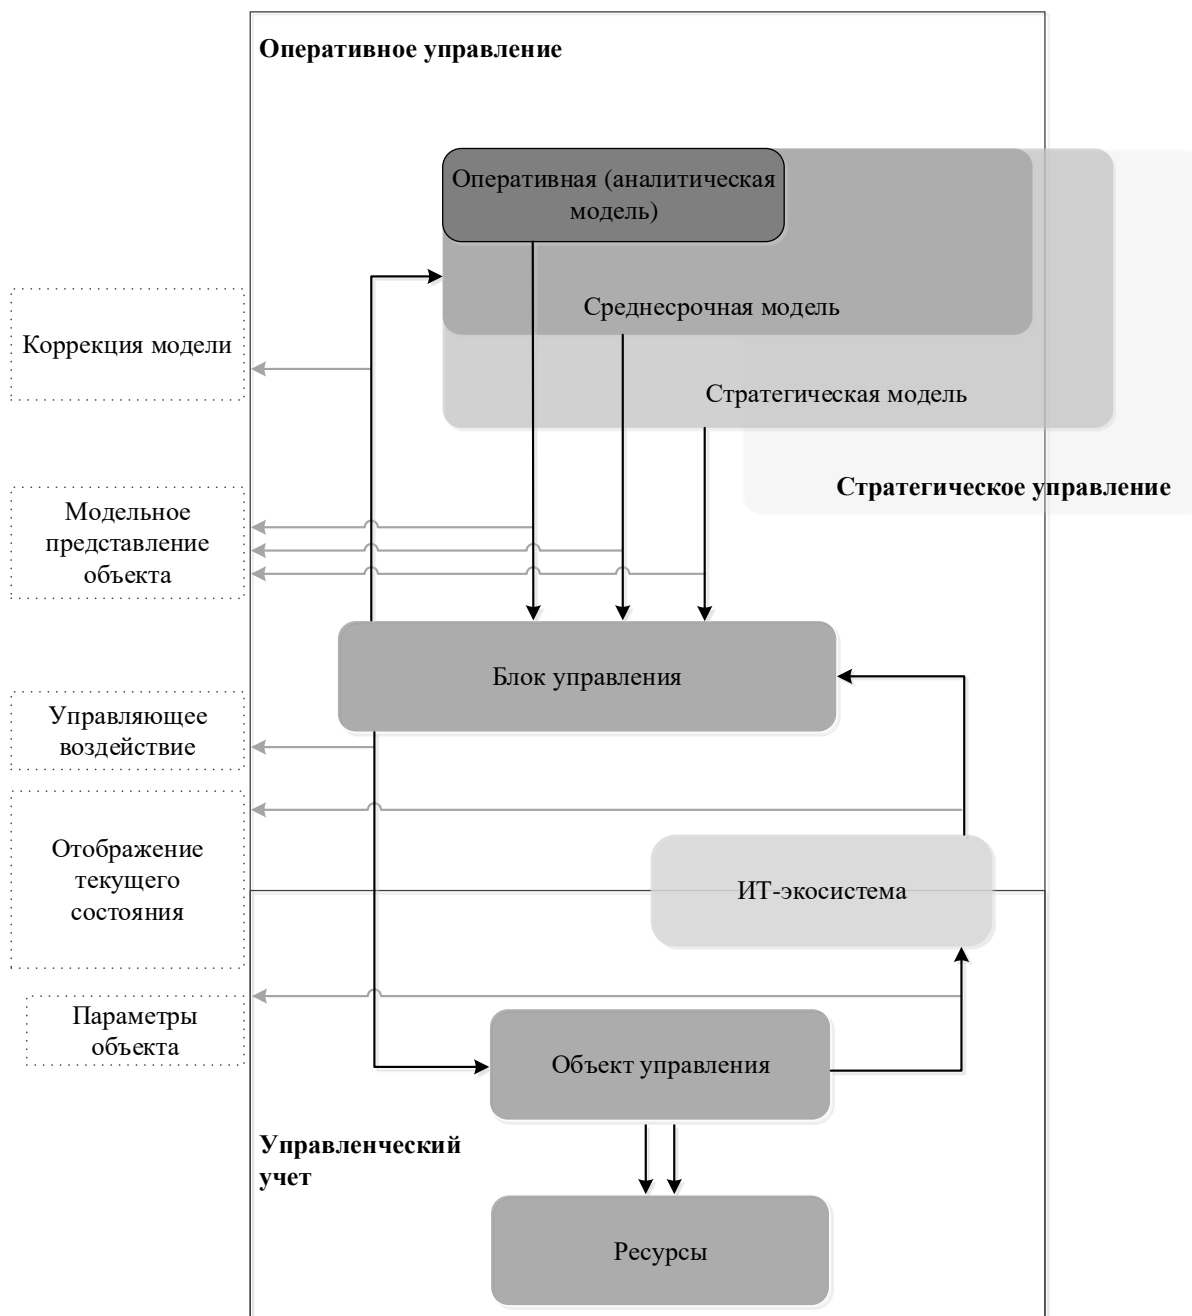 Оперативное управление
Оперативная (аналитическая
модель)
Среднесрочная модель
Коррекция модели
Стратегическая модель
Стратегическое управление
Модельное
представление
объекта
Блок управления
Управляющее
воздействие
Отображение
текущего
состояния
ИТ-экосистема
Параметры
объекта
Объект управления
Управленческий
учет
Ресурсы